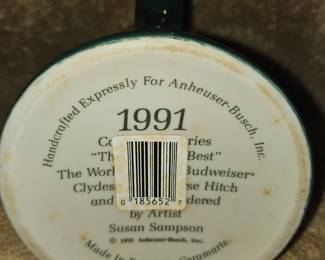 Handcrafted Expressly For Anheuser-Busch, Inc.
1991
Co ries
"Th Best"
The Worl Budweiser®
Clydes se Hitch
and dered
by Artist
Susan Sampson
© 1991 Anheuser-Busch, Inc.
Made in B Ceramarte.
0 185652 7